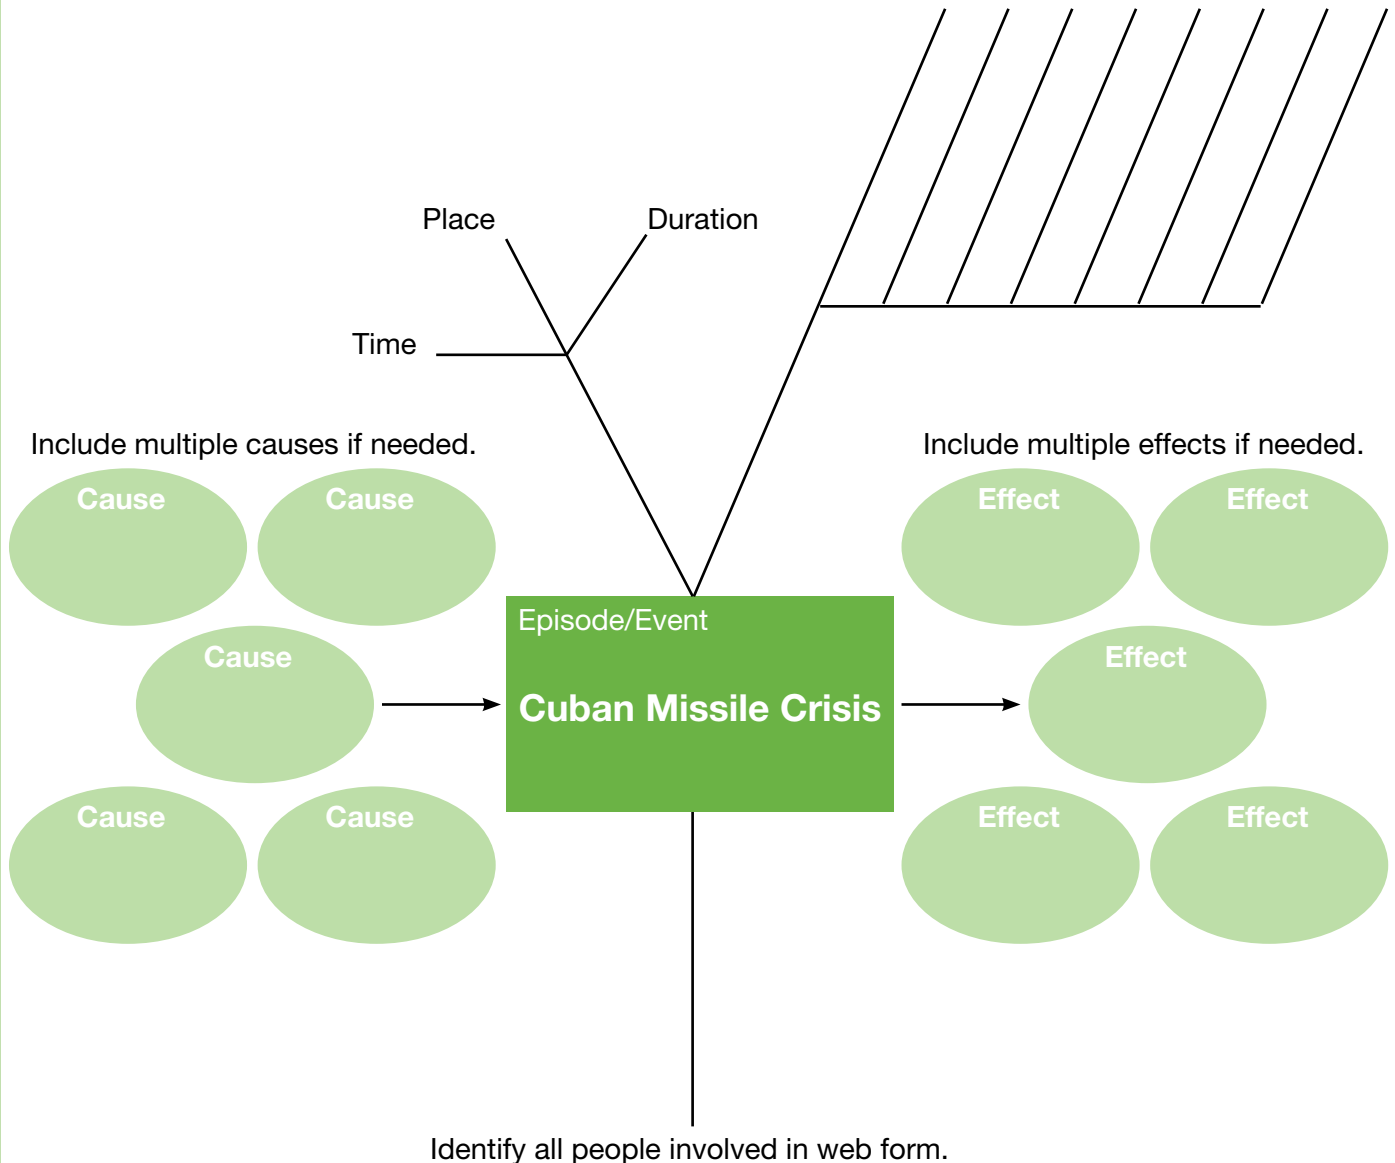 Place
Duration
Time
Include multiple causes if needed.
Include multiple effects if needed.
Cause
Cause
Effect
Effect
Episode/Event
Cause
Effect
Cuban Missile Crisis
Cause
Cause
Effect
Effect
Identify all people involved in web form.